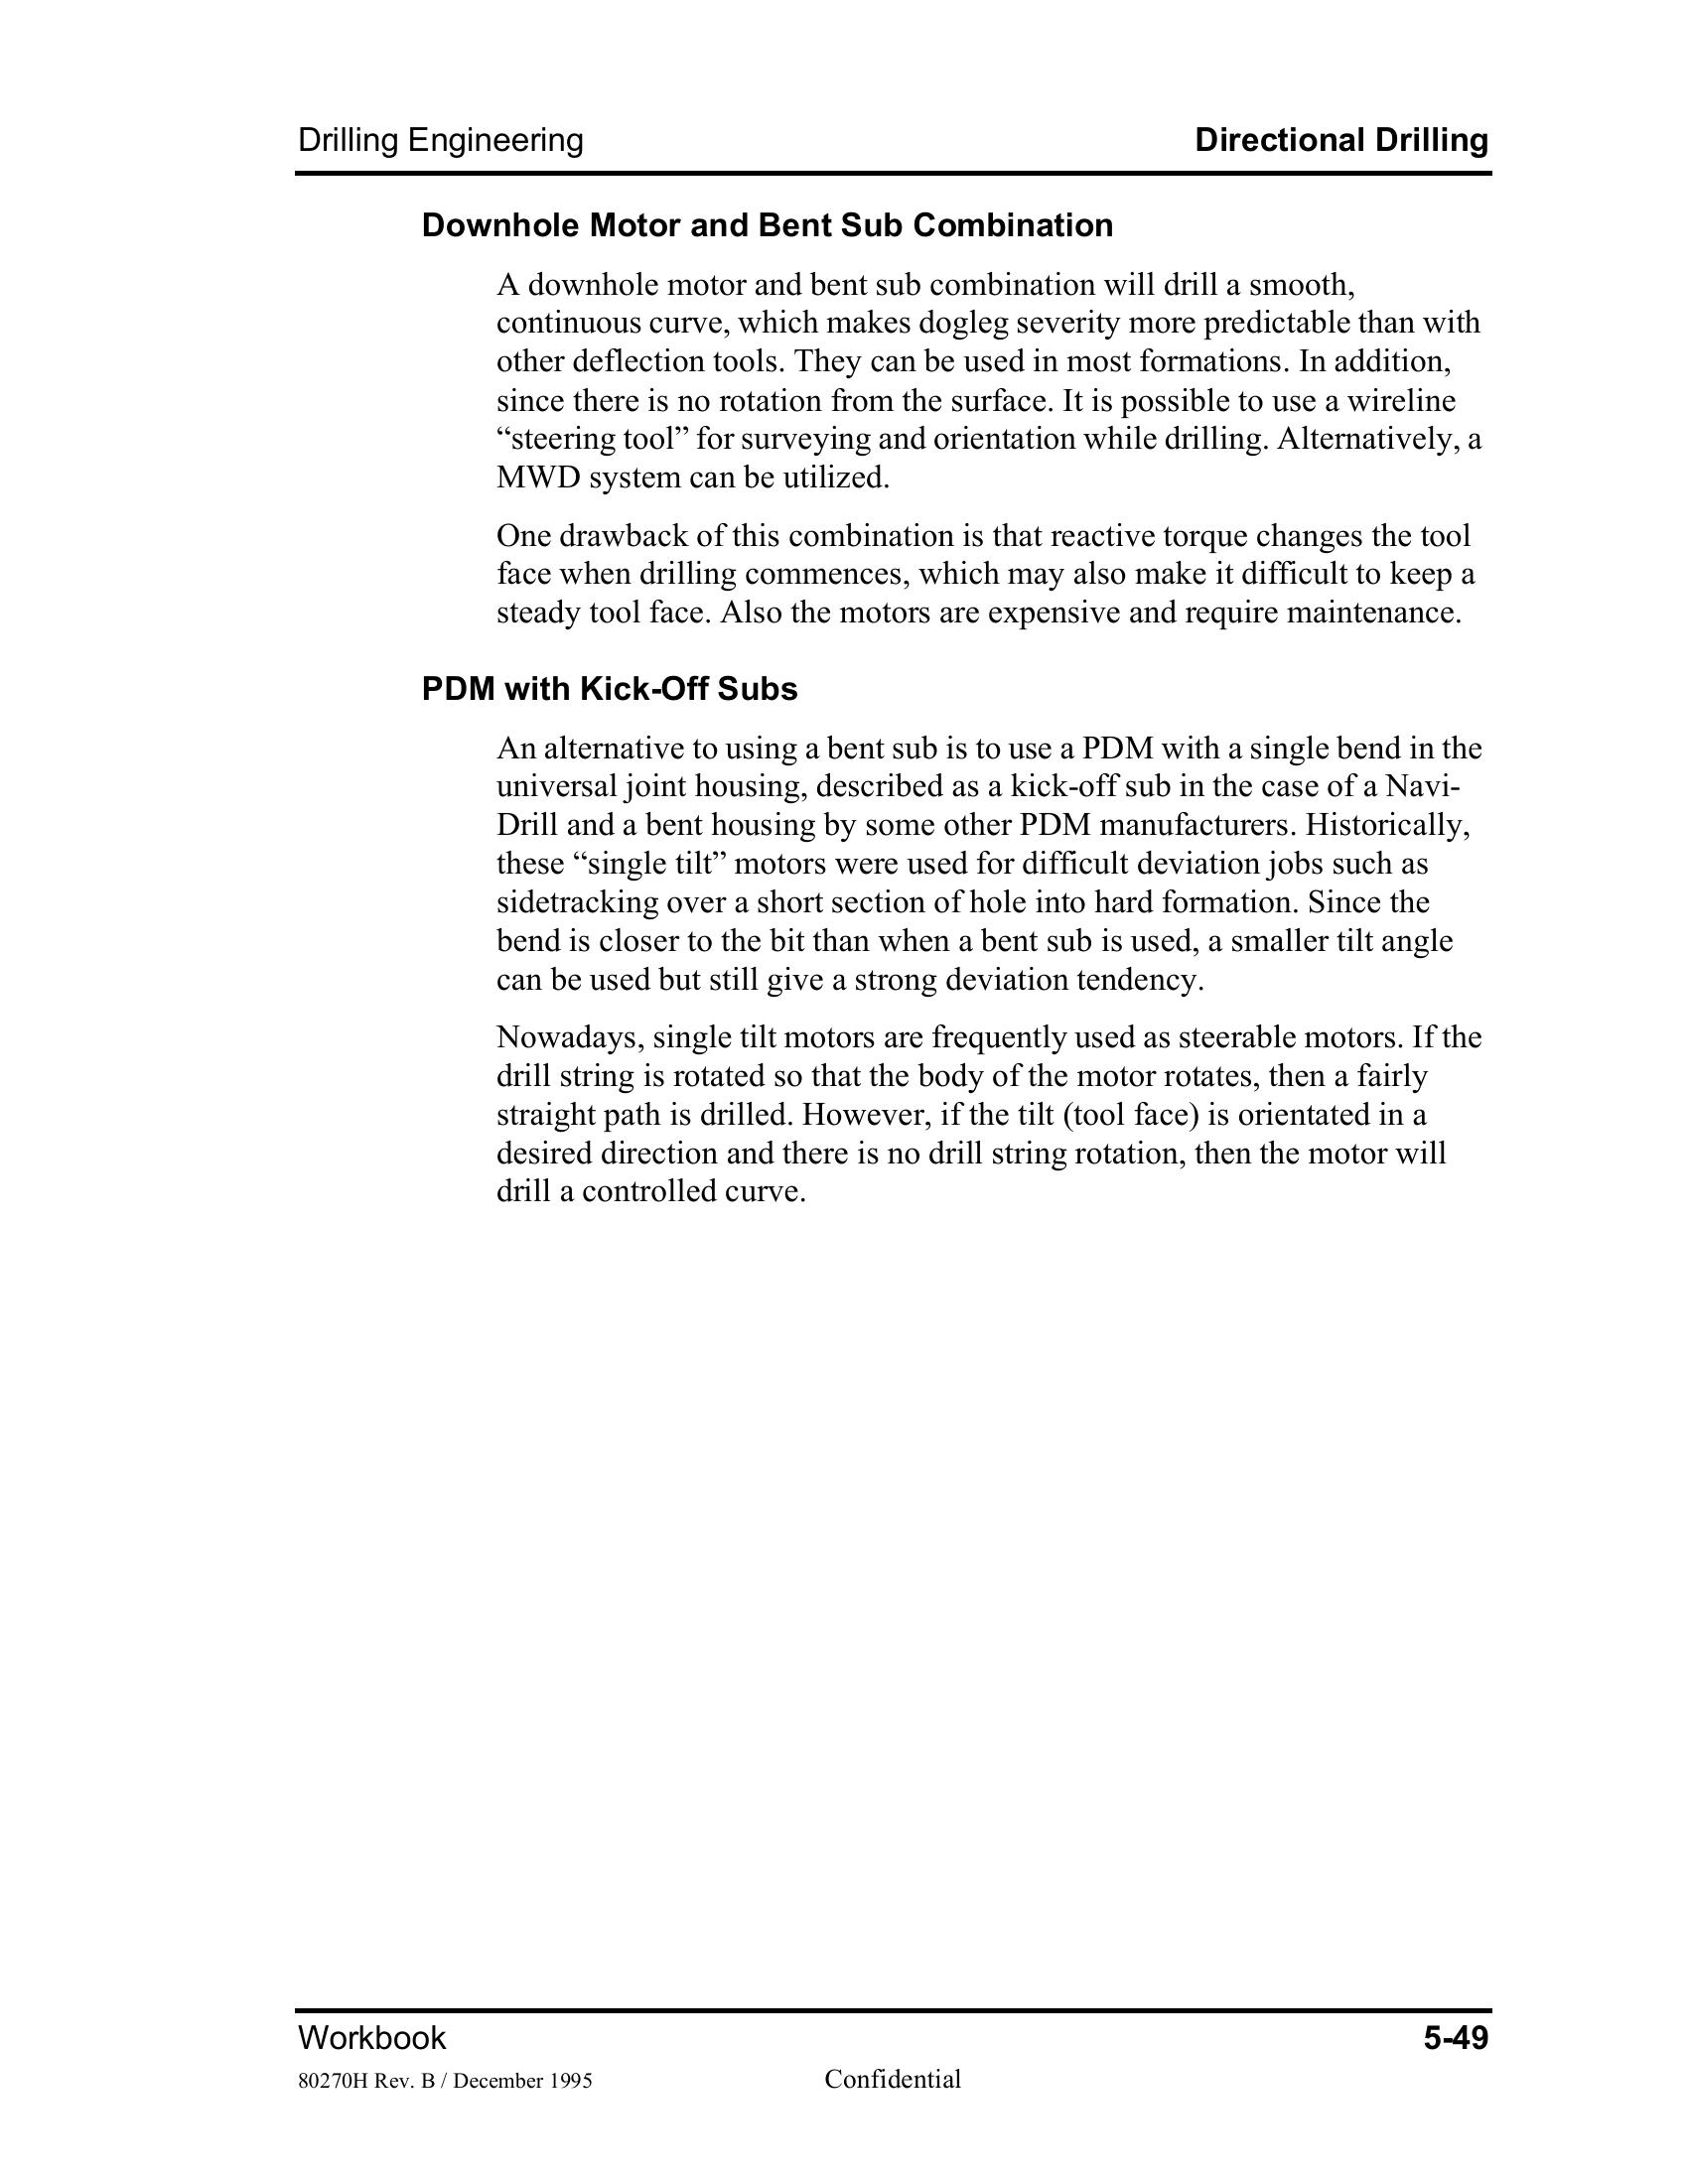 Drilling Engineering Directional Drilling
Downhole Motor and Bent Sub Combination
A downhole motor and bent sub combination will drill a smooth,
continuous curve, which makes dogleg severity more predictable than with
other deflection tools. They can be used in most formations. In addition,
since there is no rotation from the surface. It is possible to use a wireline
“steering tool” for surveying and orientation while drilling. Alternatively, a
MWD system can be utilized.
One drawback of this combination is that reactive torque changes the tool
face when drilling commences, which may also make it difficult to keep a
steady tool face. Also the motors are expensive and require maintenance.
PDM with Kick-Off Subs
An alternative to using a bent sub is to use a PDM with a single bend in the
universal joint housing, described as a kick-off sub in the case of a Navi-
Drill and a bent housing by some other PDM manufacturers. Historically,
these “single tilt” motors were used for difficult deviation jobs such as
sidetracking over a short section of hole into hard formation. Since the
bend is closer to the bit than when a bent sub is used, a smaller tilt angle
can be used but still give a strong deviation tendency.
Nowadays, single tilt motors are frequently used as steerable motors. If the
drill string is rotated so that the body of the motor rotates, then a fairly
straight path is drilled. However, if the tilt (tool face) is orientated in a
desired direction and there is no drill string rotation, then the motor will
drill a controlled curve.
Workbook 5-49
80270H Rev. B / December 1995 Confidential